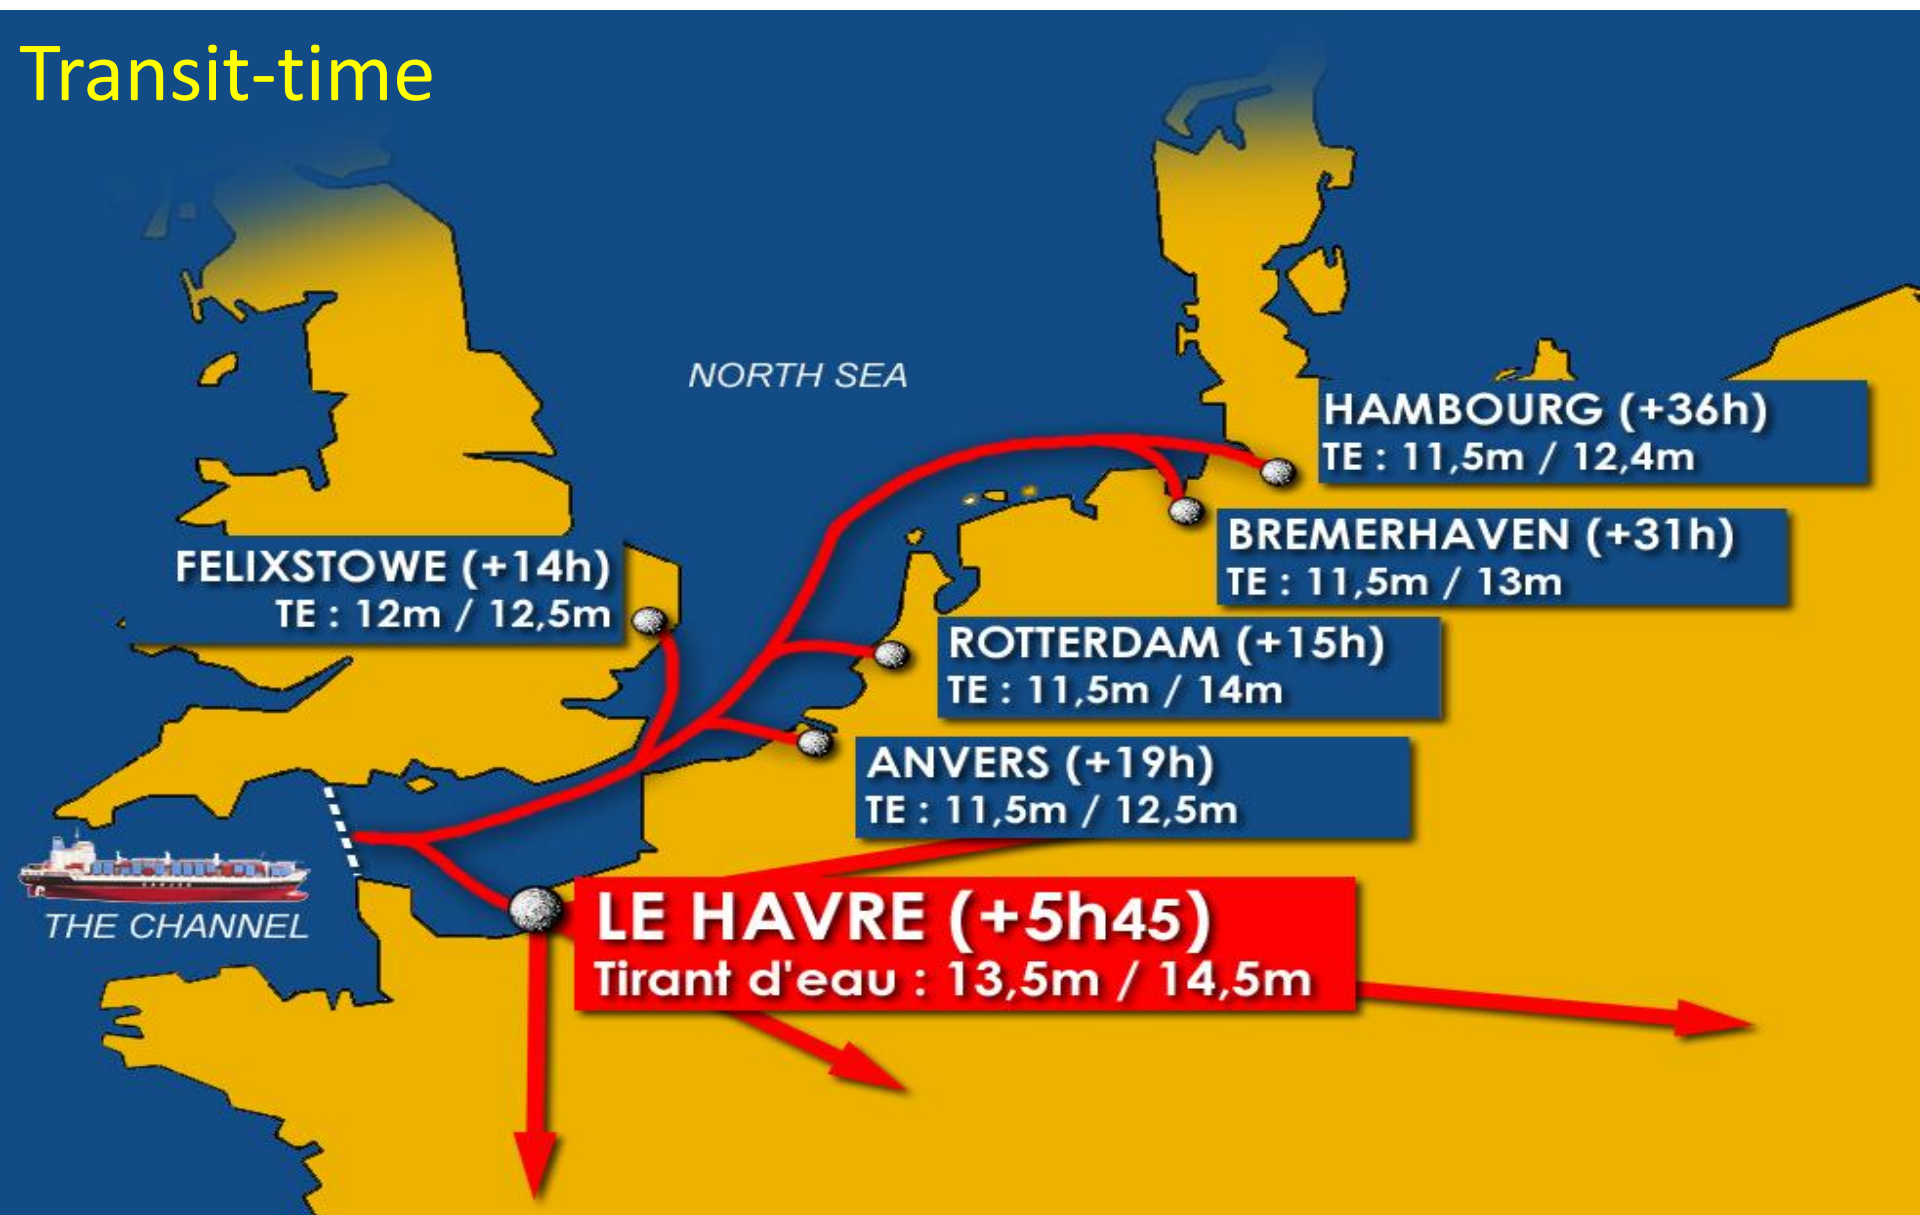 Transit-time
NORTH SEA
HAMBOURG (+36h)
TE : 11,5m / 12,4m
BREMERHAVEN (+31h)
TE : 11,5m / 13m
FELIXSTOWE (+14h)
TE : 12m / 12,5m
ROTTERDAM (+15h)
TE : 11,5m / 14m
ANVERS (+19h)
TE : 11,5m / 12,5m
THE CHANNEL
LE HAVRE (+5h45)
Tirant d'eau : 13,5m / 14,5m